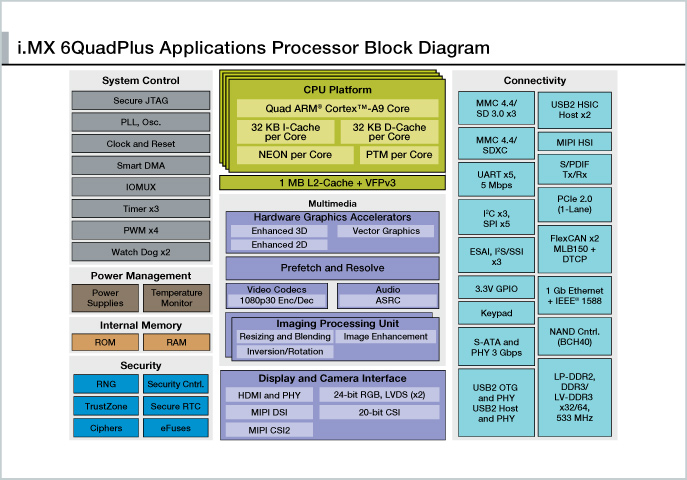 i.MX 6QuadPlus Applications Processor Block Diagram
System Control
Secure JTAG
PLL, Osc.
Clock and Reset
Smart DMA
IOMUX
Timer x3
PWM x4
Watch Dog x2
Power Management
Power
Supplies
Temperature
Monitor
Internal Memory
ROM
RAM
Security
RNG
Security Cntrl.
TrustZone
Secure RTC
Ciphers
eFuses
CPU Platform
Quad ARM® Cortex™-A9 Core
32 KB I-Cache
per Core
32 KB D-Cache
per Core
NEON per Core
PTM per Core
1 MB L2-Cache + VFPv3
Multimedia
Hardware Graphics Accelerators
Enhanced 3D
Vector Graphics
Enhanced 2D
Prefetch and Resolve
Video Codecs
1080p30 Enc/Dec
Audio
ASRC
Imaging Processing Unit
Resizing and Blending
Image Enhancement
Inversion/Rotation
Display and Camera Interface
HDMI and PHY
24-bit RGB, LVDS (x2)
MIPI DSI
20-bit CSI
MIPI CSI2
Connectivity
MMC 4.4/
SD 3.0 x3
MMC 4.4/
SDXC
UART x5,
5 Mbps
I²C x3,
SPI x5
ESAI, I²S/SSI
x3
3.3V GPIO
Keypad
S-ATA and
PHY 3 Gbps
USB2 OTG
and PHY
USB2 Host
and PHY
USB2 HSIC
Host x2
MIPI HSI
S/PDIF
Tx/Rx
PCIe 2.0
(1-Lane)
FlexCAN x2
MLB150 +
DTCP
1 Gb Ethernet
+ IEEE® 1588
NAND Cntrl.
(BCH40)
LP-DDR2,
DDR3/
LV-DDR3
x32/64,
533 MHz